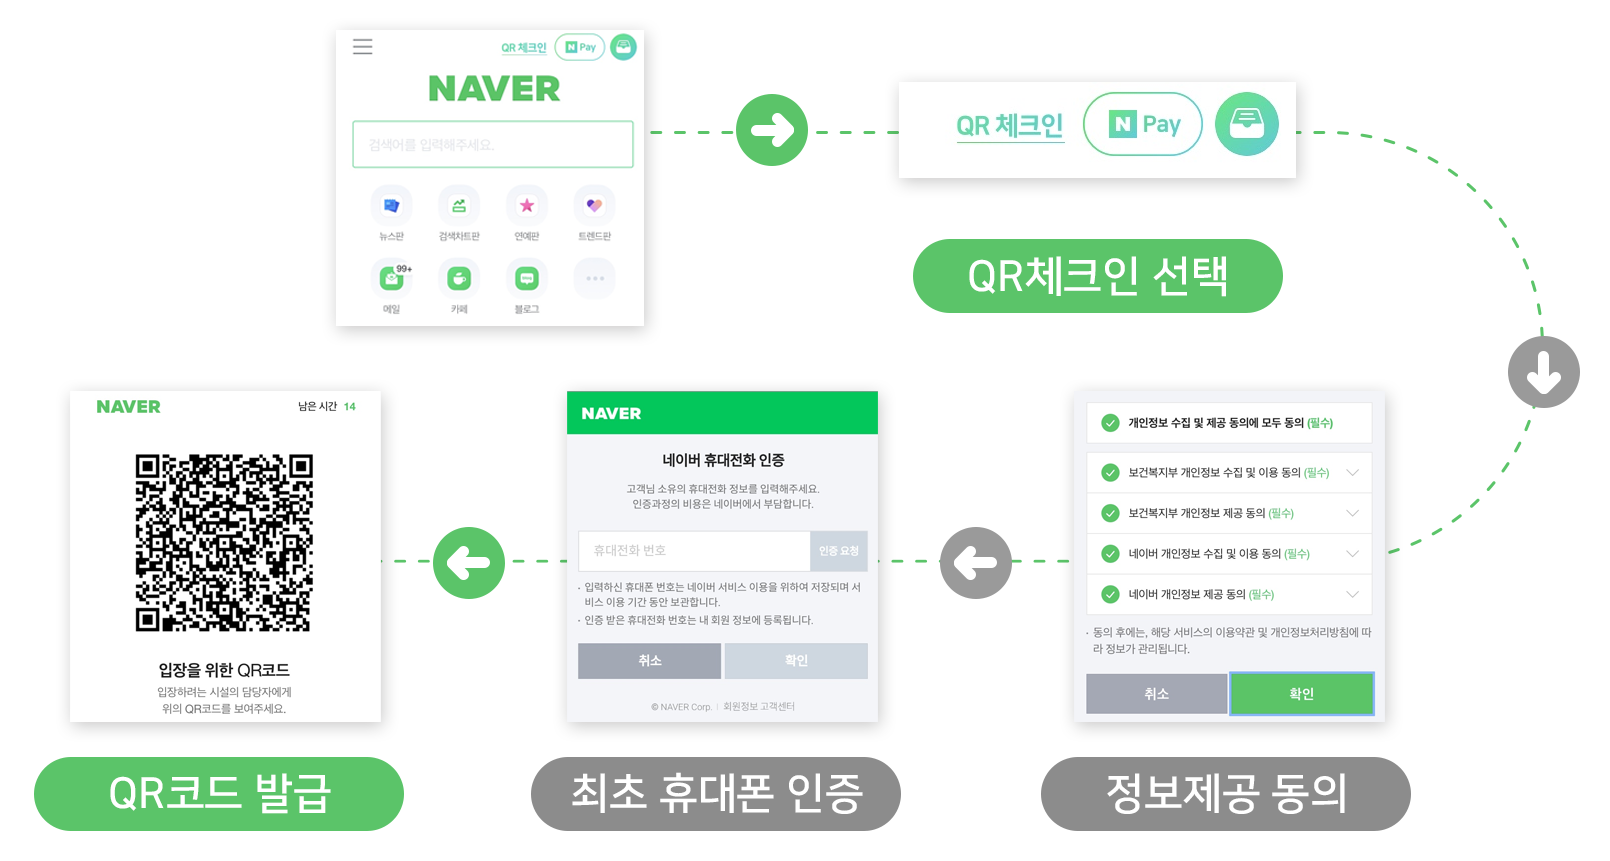 QR 체크인
N Pay
NAVER
검색어를 입력해주세요.
뉴스판
검색차트판
연예판
트렌드판
99+
메일
카페
블로그
QR 체크인
N Pay
QR체크인 선택
개인정보 수집 및 제공 동의에 모두 동의 (필수)
보건복지부 개인정보 수집 및 이용 동의 (필수)
보건복지부 개인정보 제공 동의 (필수)
네이버 개인정보 수집 및 이용 동의 (필수)
네이버 개인정보 제공 동의 (필수)
· 동의 후에는, 해당 서비스의 이용약관 및 개인정보처리방침에 따
라 정보가 관리됩니다.
취소
확인
정보제공 동의
NAVER
네이버 휴대전화 인증
고객님 소유의 휴대전화 정보를 입력해주세요.
인증과정의 비용은 네이버에서 부담합니다.
휴대전화 번호
인증 요청
· 입력하신 휴대폰 번호는 네이버 서비스 이용을 위하여 저장되며 서
비스 이용 기간 동안 보관합니다.
· 인증 받은 휴대전화 번호는 내 회원 정보에 등록됩니다.
취소
확인
© NAVER Corp. | 회원정보 고객센터
최초 휴대폰 인증
NAVER
남은 시간 14
입장을 위한 QR코드
입장하려는 시설의 담당자에게
위의 QR코드를 보여주세요.
QR코드 발급